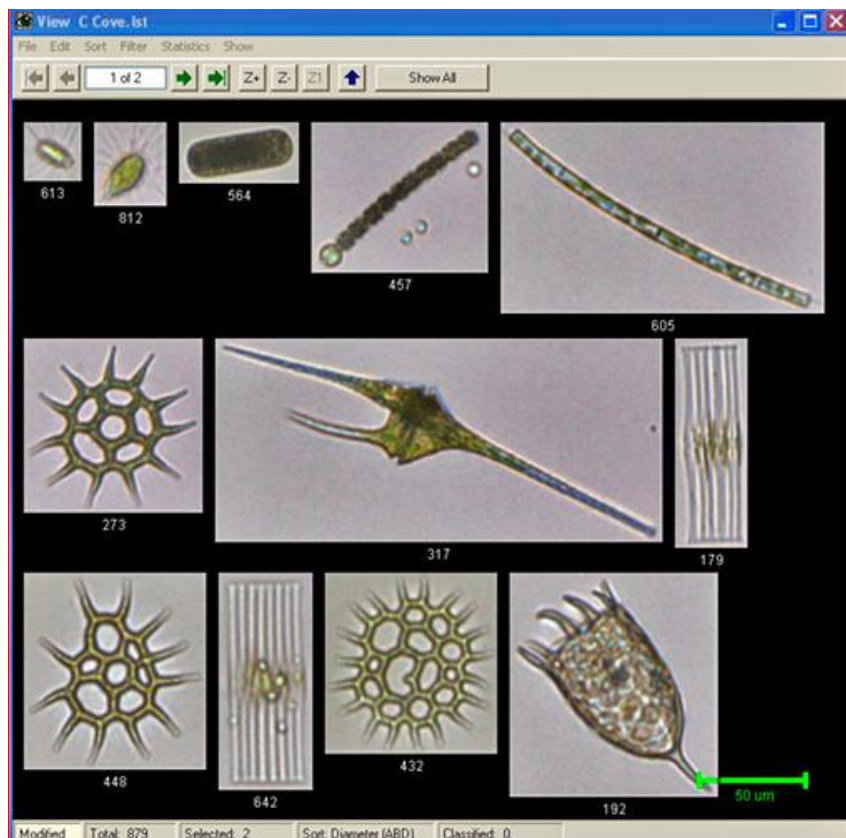 View C Cove.lst
File Edit Sort Filter Statistics Show
1 of 2 Z+ Z- Z1 Show All
613
812
564
457
605
273
317
179
448
642
432
192
50 um
Modified Total: 879 Selected: 2 Sort: Diameter (ABD) Classified: 0